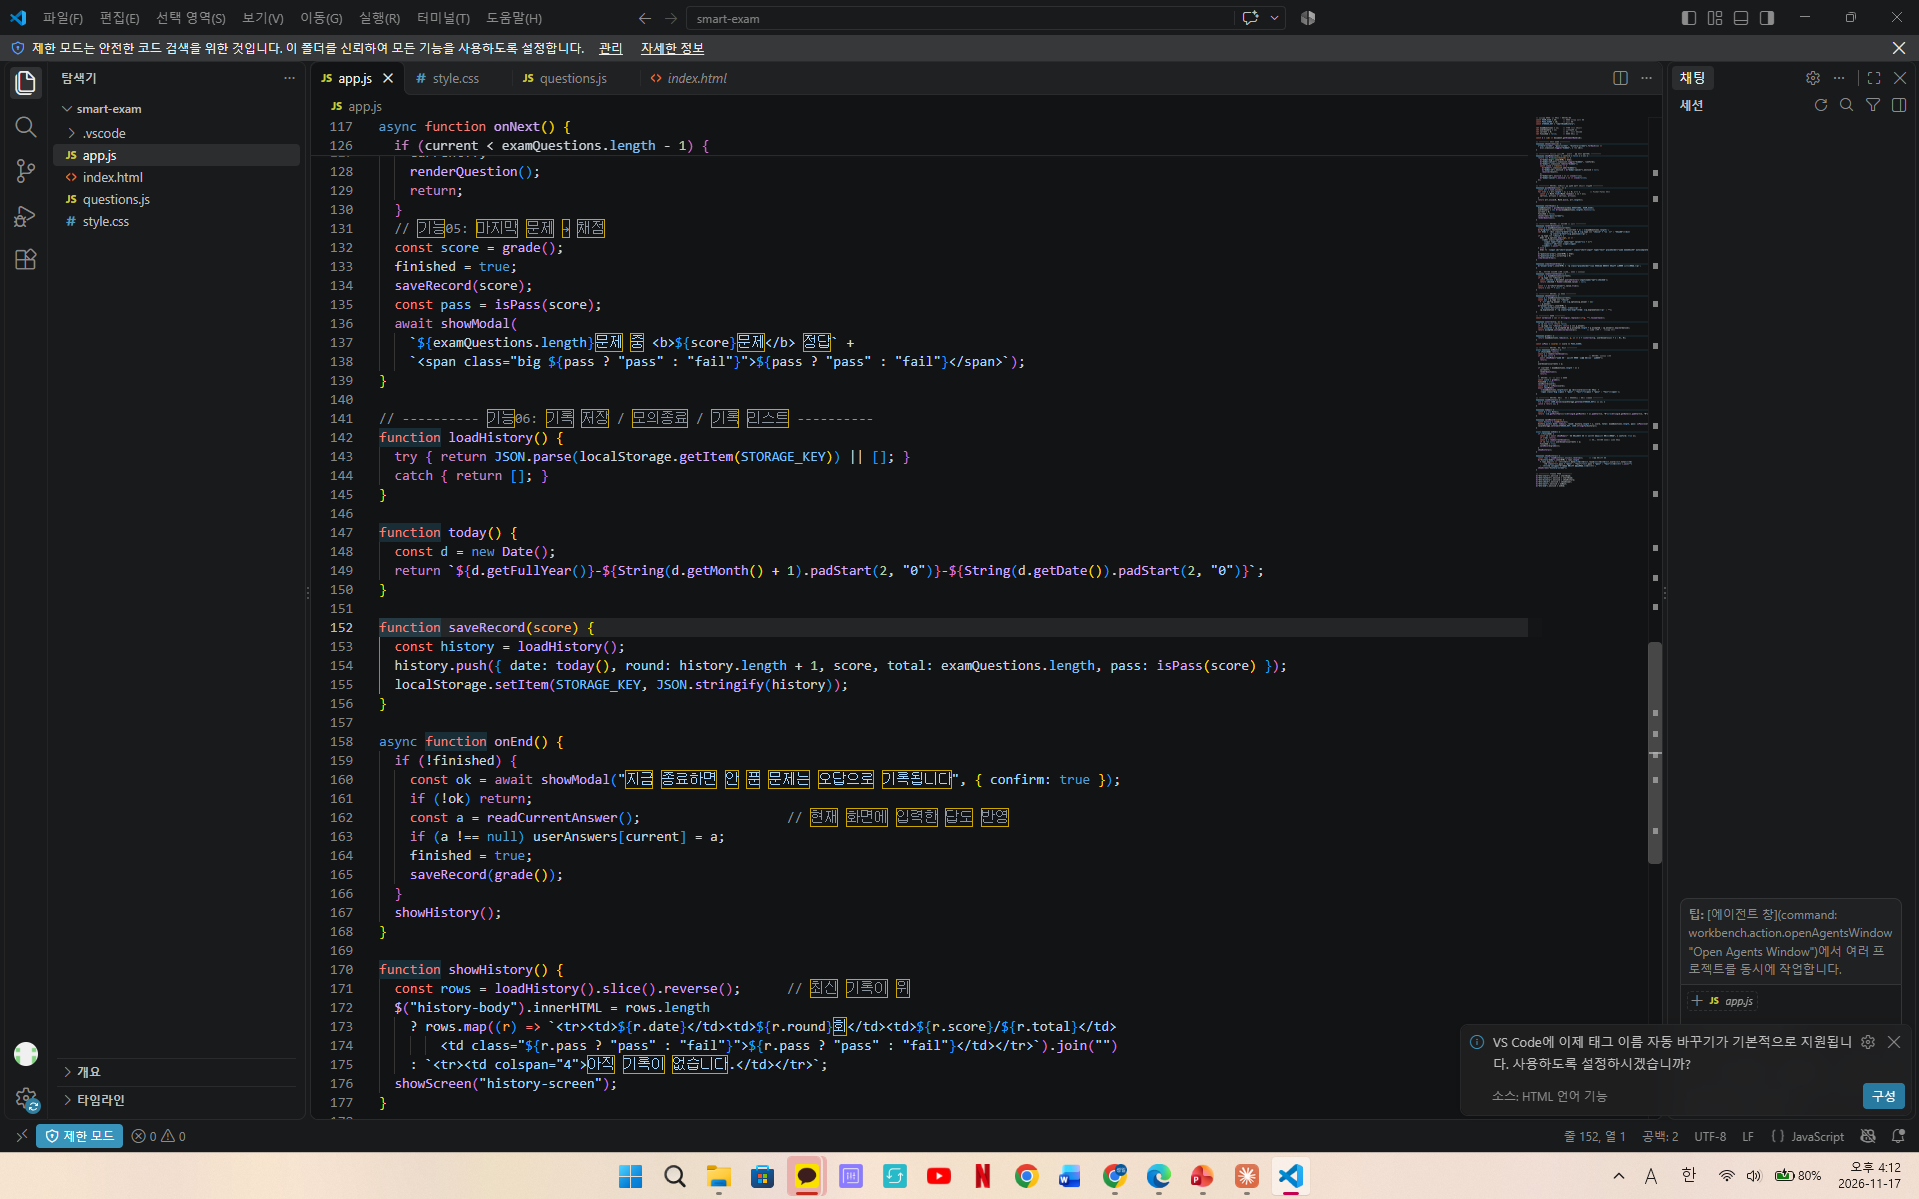 파일(F) 편집(E) 선택 영역(S) 보기(V) 이동(G) 실행(R) 터미널(T) 도움말(H) smart-exam
제한 모드는 안전한 코드 검색을 위한 것입니다. 이 폴더를 신뢰하여 모든 기능을 사용하도록 설정합니다. 관리 자세한 정보
탐색기
smart-exam
.vscode
JS app.js
<> index.html
JS questions.js
# style.css
개요
타임라인
JS app.js # style.css JS questions.js <> index.html
JS app.js
117 async function onNext() {
126 if (current < examQuestions.length - 1) {
128 renderQuestion();
129 return;
130 }
131 // 기능05: 마지막 문제 → 채점
132 const score = grade();
133 finished = true;
134 saveRecord(score);
135 const pass = isPass(score);
136 await showModal(
137 `${examQuestions.length}문제 중 <b>${score}문제</b> 정답` +
138 `<span class="big ${pass ? "pass" : "fail"}">${pass ? "pass" : "fail"}</span>`);
139 }
140
141 // ---------- 기능06: 기록 저장 / 모의종료 / 기록 리스트 ----------
142 function loadHistory() {
143 try { return JSON.parse(localStorage.getItem(STORAGE_KEY)) || []; }
144 catch { return []; }
145 }
146
147 function today() {
148 const d = new Date();
149 return `${d.getFullYear()}-${String(d.getMonth() + 1).padStart(2, "0")}-${String(d.getDate()).padStart(2, "0")}`;
150 }
151
152 function saveRecord(score) {
153 const history = loadHistory();
154 history.push({ date: today(), round: history.length + 1, score, total: examQuestions.length, pass: isPass(score) });
155 localStorage.setItem(STORAGE_KEY, JSON.stringify(history));
156 }
157
158 async function onEnd() {
159 if (!finished) {
160 const ok = await showModal("지금 종료하면 안 푼 문제는 오답으로 기록됩니다", { confirm: true });
161 if (!ok) return;
162 const a = readCurrentAnswer(); // 현재 화면에 입력한 답도 반영
163 if (a !== null) userAnswers[current] = a;
164 finished = true;
165 saveRecord(grade());
166 }
167 showHistory();
168 }
169
170 function showHistory() {
171 const rows = loadHistory().slice().reverse(); // 최신 기록이 위
172 $("history-body").innerHTML = rows.length
173 ? rows.map((r) => `<tr><td>${r.date}</td><td>${r.round}회</td><td>${r.score}/${r.total}</td>
174 <td class="${r.pass ? "pass" : "fail"}">${r.pass ? "pass" : "fail"}</td></tr>`).join("")
175 : `<tr><td colspan="4">아직 기록이 없습니다.</td></tr>`;
176 showScreen("history-screen");
177 }
채팅
세션
팁: [에이전트 창](command:
workbench.action.openAgentsWindow
"Open Agents Window")에서 여러 프
로젝트를 동시에 작업합니다.
+ JS app.js
VS Code에 이제 태그 이름 자동 바꾸기가 기본적으로 지원됩니
다. 사용하도록 설정하시겠습니까?
소스: HTML 언어 기능
구성
제한 모드 0 0 줄 152, 열 1 공백: 2 UTF-8 LF {} JavaScript
A 한 80% 오후 4:12
2026-11-17